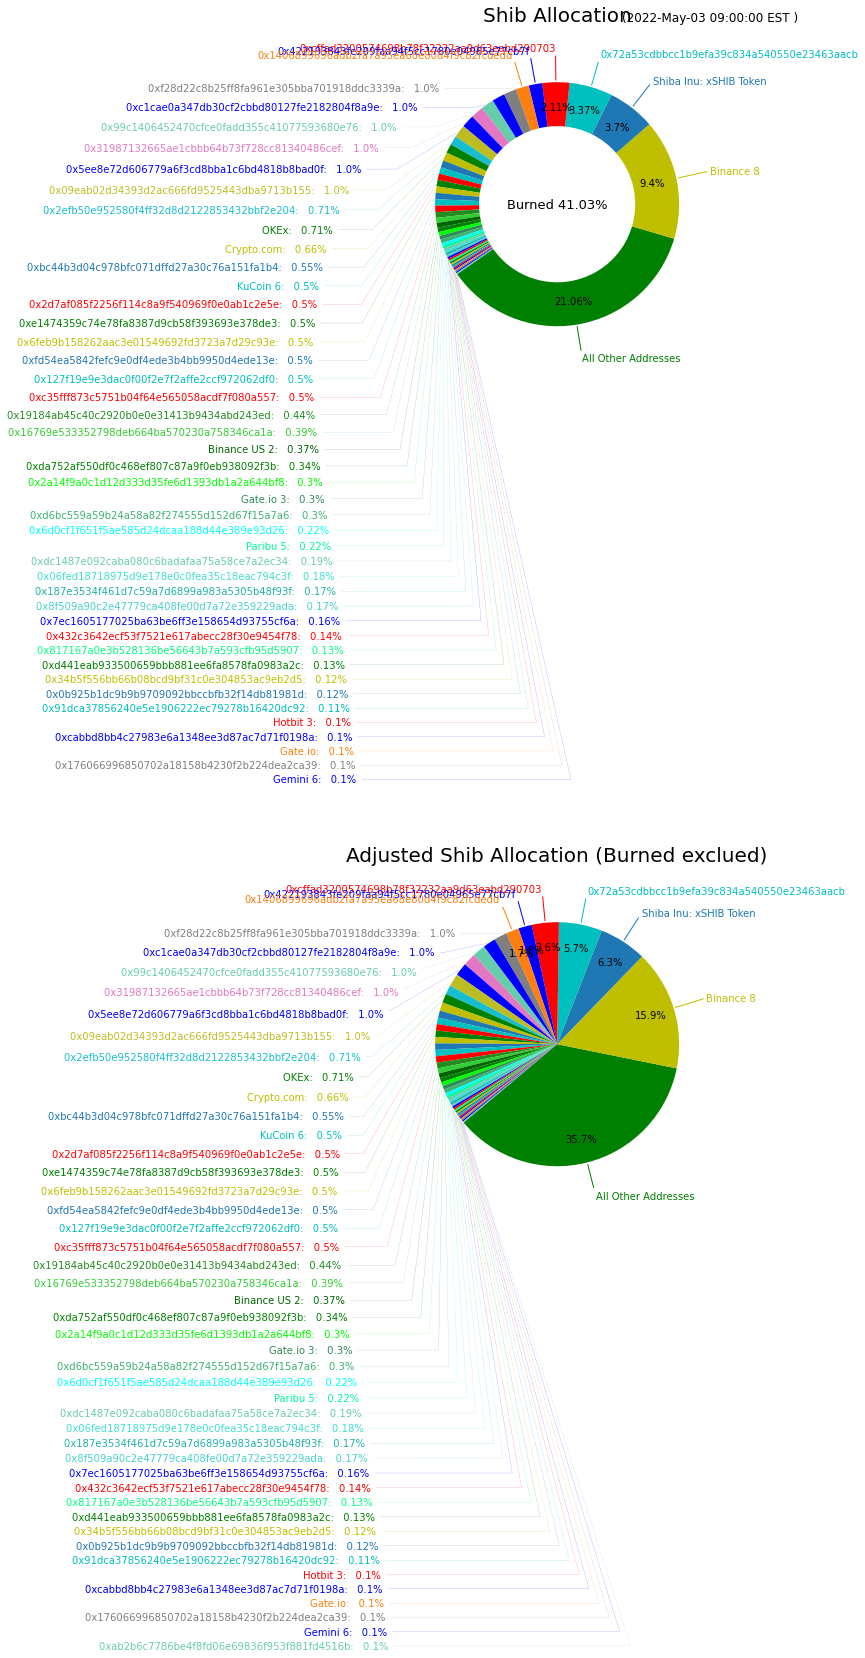 Shib Allocation (2022-May-03 09:00:00 EST )
0x72a53cdbbcc1b9efa39c834a540550e23463aacb
Shiba Inu: xSHIB Token
0xf28d22c8b25ff8fa961e305bba701918ddc3339a: 1.0%
0xc1cae0a347db30cf2cbbd80127fe2182804f8a9e: 1.0%
2.11%
3.37%
3.7%
0x99c1406452470cfce0fadd355c41077593680e76: 1.0%
0x31987132665ae1cbbb64b73f728cc81340486cef: 1.0%
0x5ee8e72d606779a6f3cd8bba1c6bd4818b8bad0f: 1.0%
Binance 8
9.4%
0x09eab02d34393d2ac666fd9525443dba9713b155: 1.0%
Burned 41.03%
0x2efb50e952580f4ff32d8d2122853432bbf2e204: 0.71%
OKEx: 0.71%
Crypto.com: 0.66%
0xbc44b3d04c978bfc071dffd27a30c76a151fa1b4: 0.55%
KuCoin 6: 0.5%
21.06%
0x2d7af085f2256f114c8a9f540969f0e0ab1c2e5e: 0.5%
0xe1474359c74e78fa8387d9cb58f393693e378de3: 0.5%
0x6feb9b158262aac3e01549692fd3723a7d29c93e: 0.5%
All Other Addresses
0xfd54ea5842fefc9e0df4ede3b4bb9950d4ede13e: 0.5%
0x127f19e9e3dac0f00f2e7f2affe2ccf972062df0: 0.5%
0xc35fff873c5751b04f64e565058acdf7f080a557: 0.5%
0x19184ab45c40c2920b0e0e31413b9434abd243ed: 0.44%
0x16769e533352798deb664ba570230a758346ca1a: 0.39%
Binance US 2: 0.37%
0xda752af550df0c468ef807c87a9f0eb938092f3b: 0.34%
0x2a14f9a0c1d12d333d35fe6d1393db1a2a644bf8: 0.3%
Gate.io 3: 0.3%
0xd6bc559a59b24a58a82f274555d152d67f15a7a6: 0.3%
0x6d0cf1f651f5ae585d24dcaa188d44e389e93d26: 0.22%
Paribu 5: 0.22%
0xdc1487e092caba080c6badafaa75a58ce7a2ec34: 0.19%
0x06fed18718975d9e178e0c0fea35c18eac794c3f: 0.18%
0x187e3534f461d7c59a7d6899a983a5305b48f93f: 0.17%
0x8f509a90c2e47779ca408fe00d7a72e359229ada: 0.17%
0x7ec1605177025ba63be6ff3e158654d93755cf6a: 0.16%
0x432c3642ecf53f7521e617abecc28f30e9454f78: 0.14%
0x817167a0e3b528136be56643b7a593cfb95d5907: 0.13%
0xd441eab933500659bbb881ee6fa8578fa0983a2c: 0.13%
0x34b5f556bb66b08bcd9bf31c0e304853ac9eb2d5: 0.12%
0x0b925b1dc9b9b9709092bbccbfb32f14db81981d: 0.12%
0x91dca37856240e5e1906222ec79278b16420dc92: 0.11%
Hotbit 3: 0.1%
0xcabbd8bb4c27983e6a1348ee3d87ac7d71f0198a: 0.1%
Gate.io: 0.1%
0x176066996850702a18158b4230f2b224dea2ca39: 0.1%
Gemini 6: 0.1%
Adjusted Shib Allocation (Burned exclued)
0x72a53cdbbcc1b9efa39c834a540550e23463aacb
Shiba Inu: xSHIB Token
0xf28d22c8b25ff8fa961e305bba701918ddc3339a: 1.0%
0xc1cae0a347db30cf2cbbd80127fe2182804f8a9e: 1.0%
3.6%
5.7%
6.3%
0x99c1406452470cfce0fadd355c41077593680e76: 1.0%
0x31987132665ae1cbbb64b73f728cc81340486cef: 1.0%
15.9%
Binance 8
0x5ee8e72d606779a6f3cd8bba1c6bd4818b8bad0f: 1.0%
0x09eab02d34393d2ac666fd9525443dba9713b155: 1.0%
0x2efb50e952580f4ff32d8d2122853432bbf2e204: 0.71%
OKEx: 0.71%
Crypto.com: 0.66%
0xbc44b3d04c978bfc071dffd27a30c76a151fa1b4: 0.55%
KuCoin 6: 0.5%
35.7%
0x2d7af085f2256f114c8a9f540969f0e0ab1c2e5e: 0.5%
0xe1474359c74e78fa8387d9cb58f393693e378de3: 0.5%
0x6feb9b158262aac3e01549692fd3723a7d29c93e: 0.5%
All Other Addresses
0xfd54ea5842fefc9e0df4ede3b4bb9950d4ede13e: 0.5%
0x127f19e9e3dac0f00f2e7f2affe2ccf972062df0: 0.5%
0xc35fff873c5751b04f64e565058acdf7f080a557: 0.5%
0x19184ab45c40c2920b0e0e31413b9434abd243ed: 0.44%
0x16769e533352798deb664ba570230a758346ca1a: 0.39%
Binance US 2: 0.37%
0xda752af550df0c468ef807c87a9f0eb938092f3b: 0.34%
0x2a14f9a0c1d12d333d35fe6d1393db1a2a644bf8: 0.3%
Gate.io 3: 0.3%
0xd6bc559a59b24a58a82f274555d152d67f15a7a6: 0.3%
0x6d0cf1f651f5ae585d24dcaa188d44e389e93d26: 0.22%
Paribu 5: 0.22%
0xdc1487e092caba080c6badafaa75a58ce7a2ec34: 0.19%
0x06fed18718975d9e178e0c0fea35c18eac794c3f: 0.18%
0x187e3534f461d7c59a7d6899a983a5305b48f93f: 0.17%
0x8f509a90c2e47779ca408fe00d7a72e359229ada: 0.17%
0x7ec1605177025ba63be6ff3e158654d93755cf6a: 0.16%
0x432c3642ecf53f7521e617abecc28f30e9454f78: 0.14%
0x817167a0e3b528136be56643b7a593cfb95d5907: 0.13%
0xd441eab933500659bbb881ee6fa8578fa0983a2c: 0.13%
0x34b5f556bb66b08bcd9bf31c0e304853ac9eb2d5: 0.12%
0x0b925b1dc9b9b9709092bbccbfb32f14db81981d: 0.12%
0x91dca37856240e5e1906222ec79278b16420dc92: 0.11%
Hotbit 3: 0.1%
0xcabbd8bb4c27983e6a1348ee3d87ac7d71f0198a: 0.1%
Gate.io: 0.1%
0x176066996850702a18158b4230f2b224dea2ca39: 0.1%
Gemini 6: 0.1%
0xab2b6c7786be4f8fd06e69836f953f881fd4516b: 0.1%